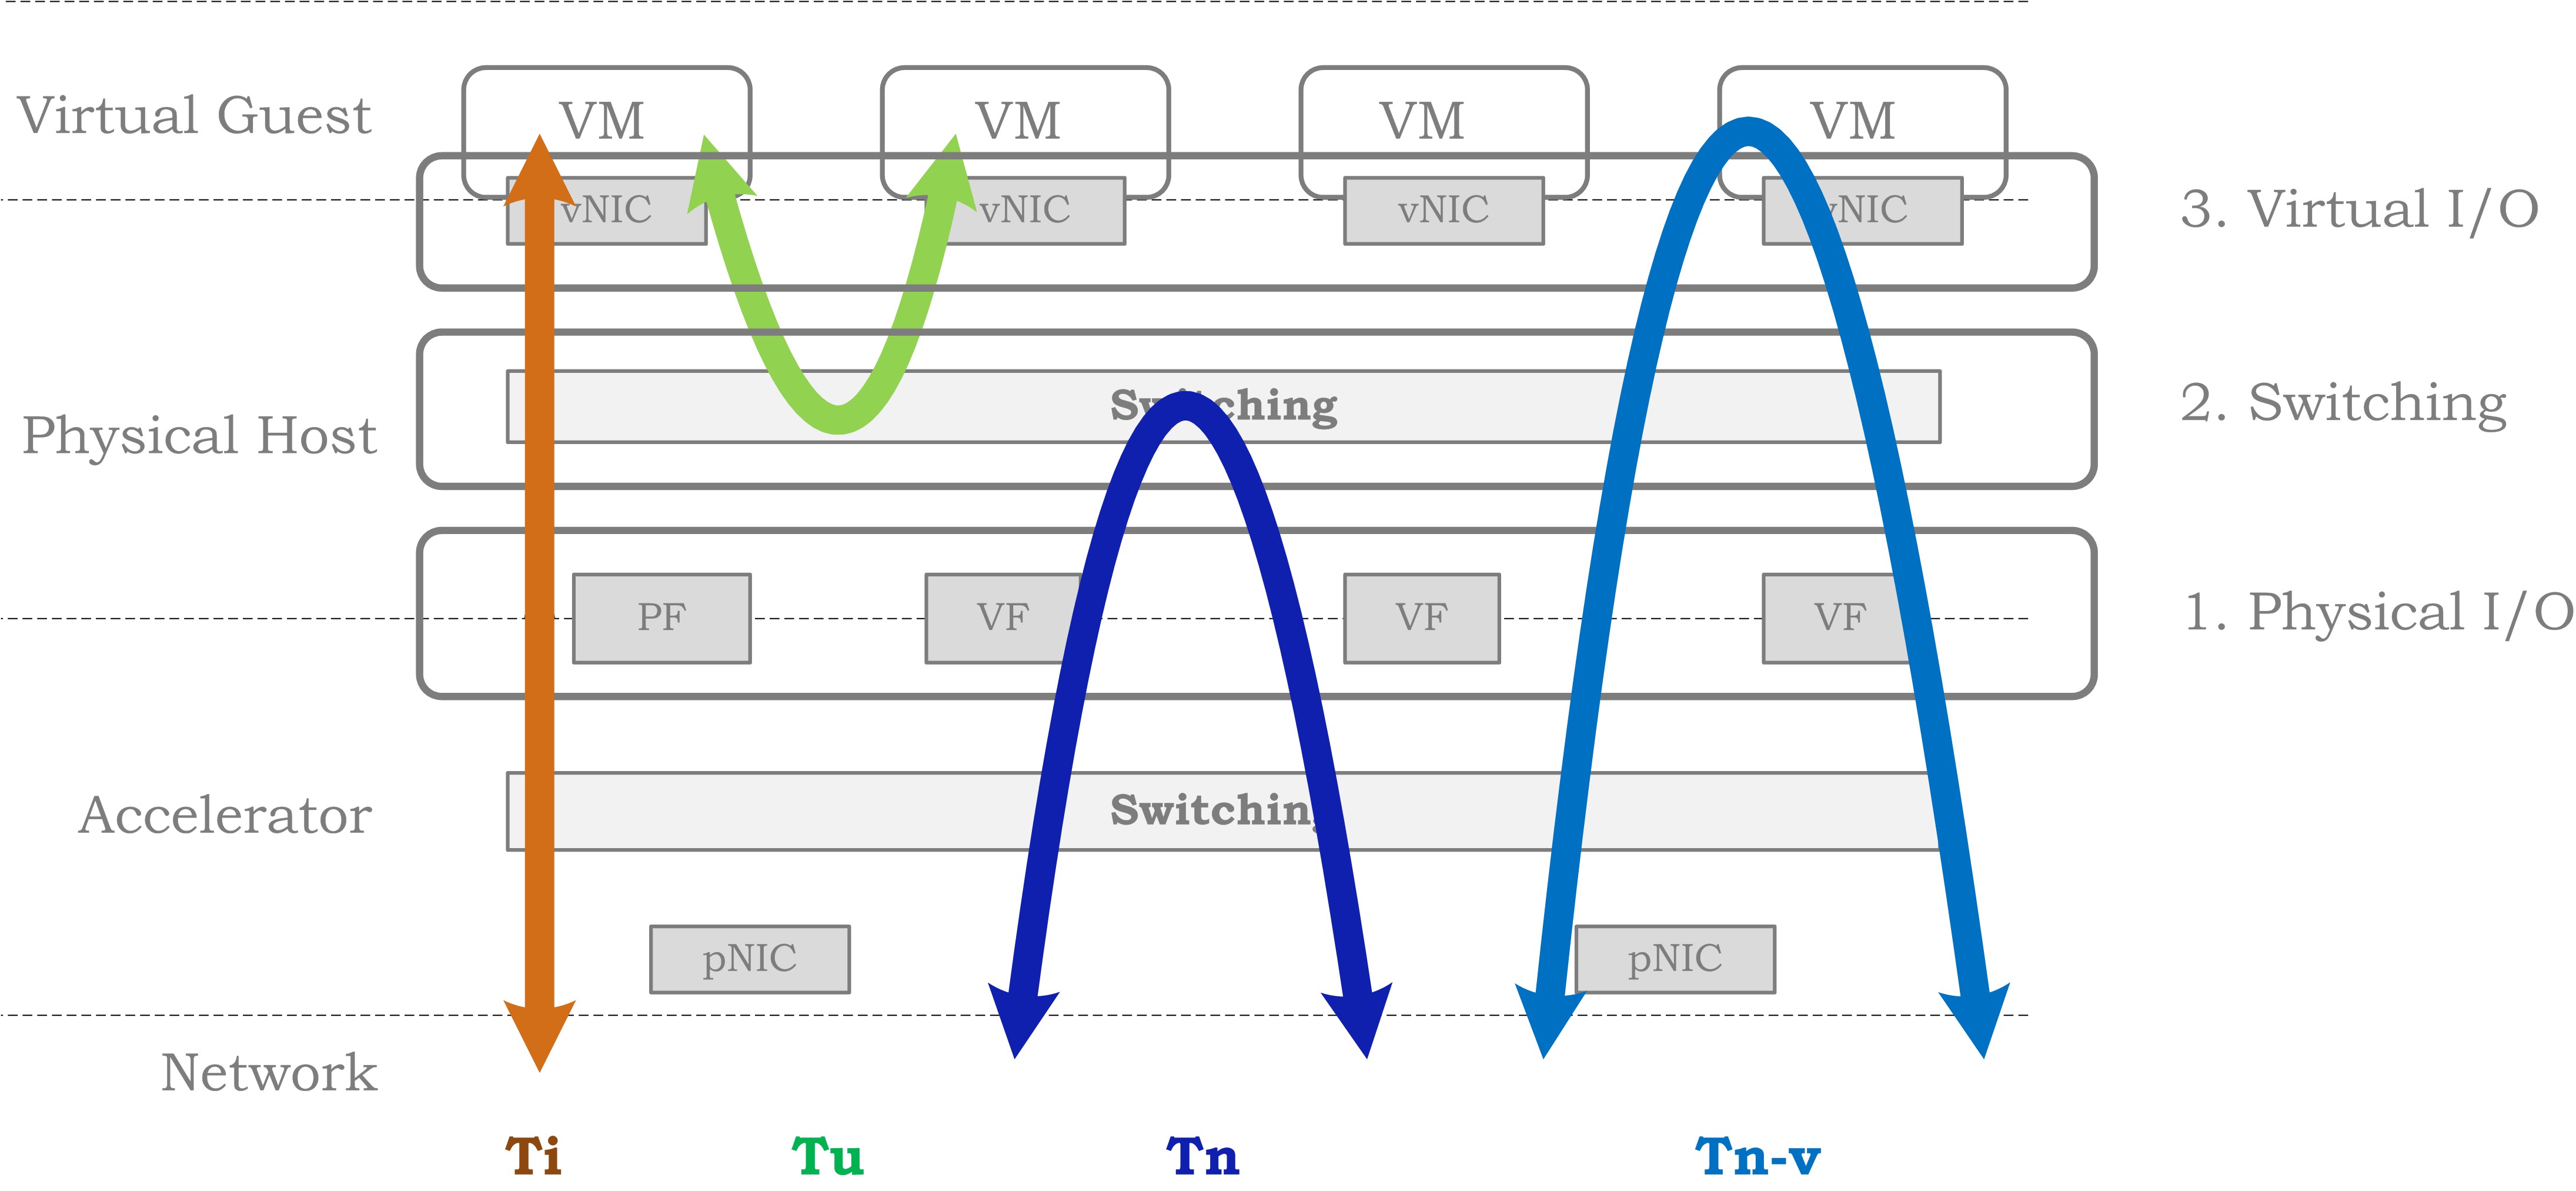 Virtual Guest
VM
VM
VM
VM
vNIC
vNIC
vNIC
vNIC
3. Virtual I/O
Physical Host
Switching
2. Switching
PF
VF
VF
VF
1. Physical I/O
Accelerator
Switching
pNIC
pNIC
Network
Ti
Tu
Tn
Tn-v